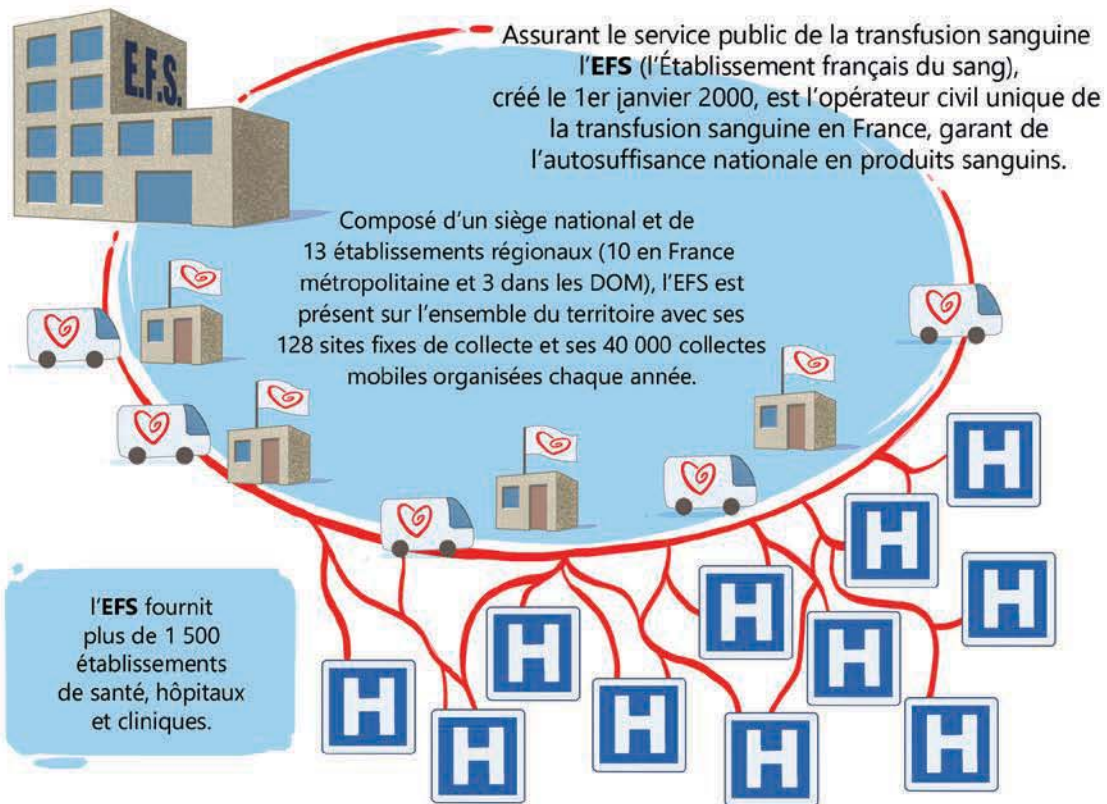 E.F.S.
Assurant le service public de la transfusion sanguine
l'EFS (l'Établissement français du sang),
créé le 1er janvier 2000, est l'opérateur civil unique de
la transfusion sanguine en France, garant de
l'autosuffisance nationale en produits sanguins.
Composé d'un siège national et de
13 établissements régionaux (10 en France
métropolitaine et 3 dans les DOM), l'EFS est
présent sur l'ensemble du territoire avec ses
128 sites fixes de collecte et ses 40 000 collectes
mobiles organisées chaque année.
l'EFS fournit
plus de 1 500
établissements
de santé, hôpitaux
et cliniques.
H
H
H
H
H
H
H
H
H
H
H